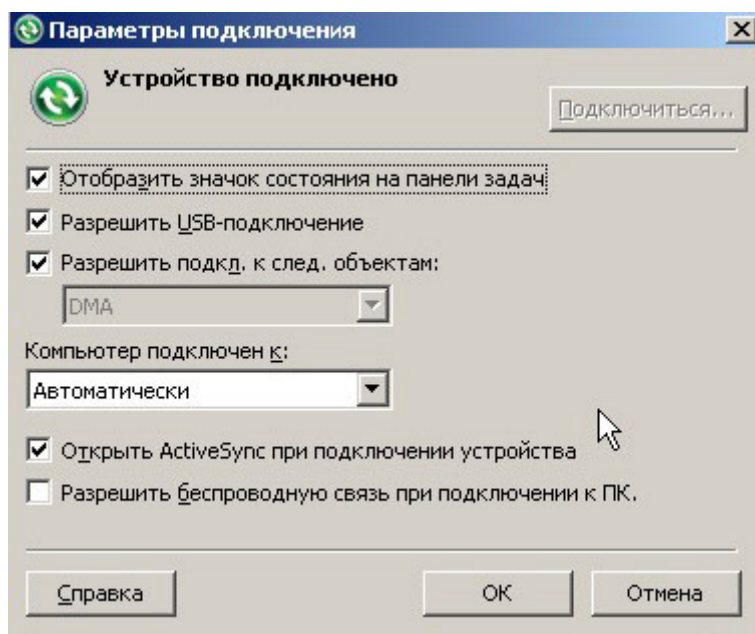 Параметры подключения
Устройство подключено
Подключиться...
Отобразить значок состояния на панели задач
Разрешить USB-подключение
Разрешить подкл. к след. объектам:
DMA
Компьютер подключен к:
Автоматически
Открыть ActiveSync при подключении устройства
Разрешить беспроводную связь при подключении к ПК.
Справка
ОК
Отмена